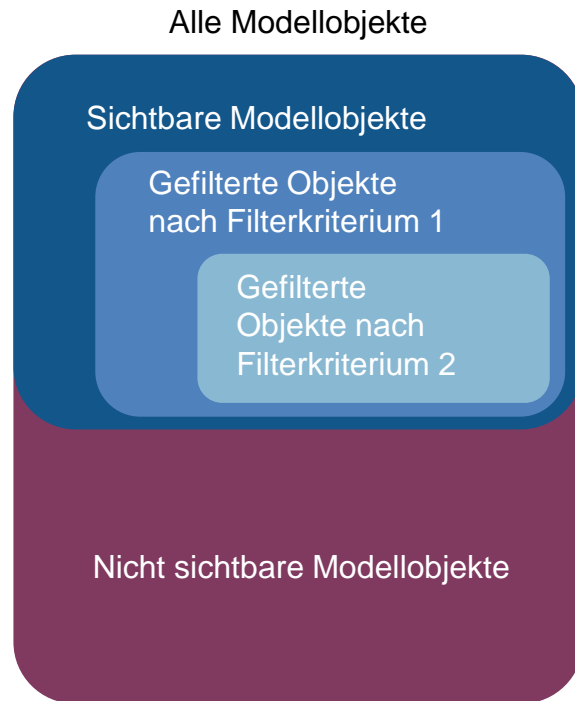 Alle Modellobjekte
Sichtbare Modellobjekte
Gefilterte Objekte
nach Filterkriterium 1
Gefilterte
Objekte nach
Filterkriterium 2
Nicht sichtbare Modellobjekte